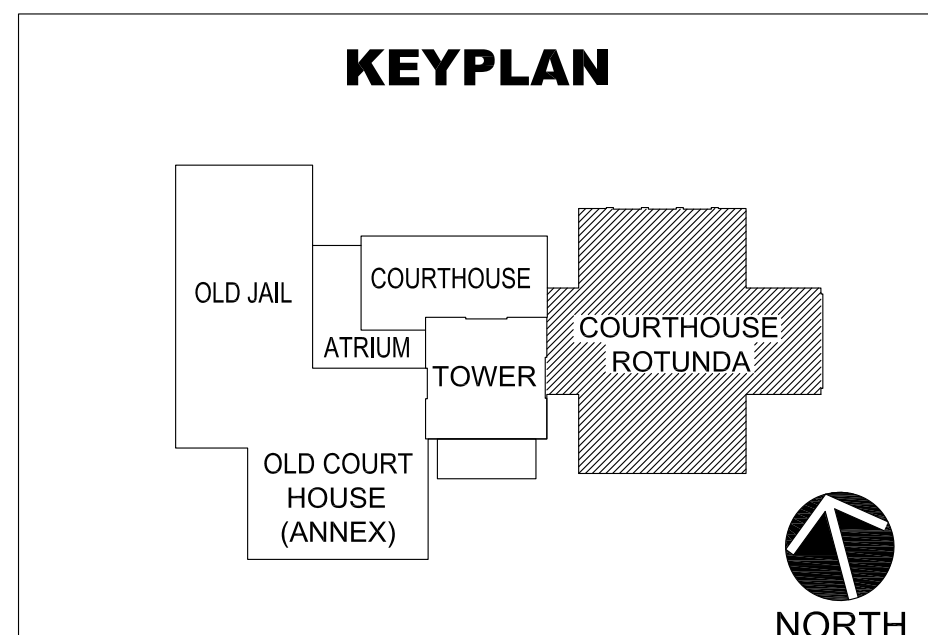 KEYPLAN
OLD JAIL
COURTHOUSE
ATRIUM
TOWER
COURTHOUSE
ROTUNDA
OLD COURT
HOUSE
(ANNEX)
NORTH